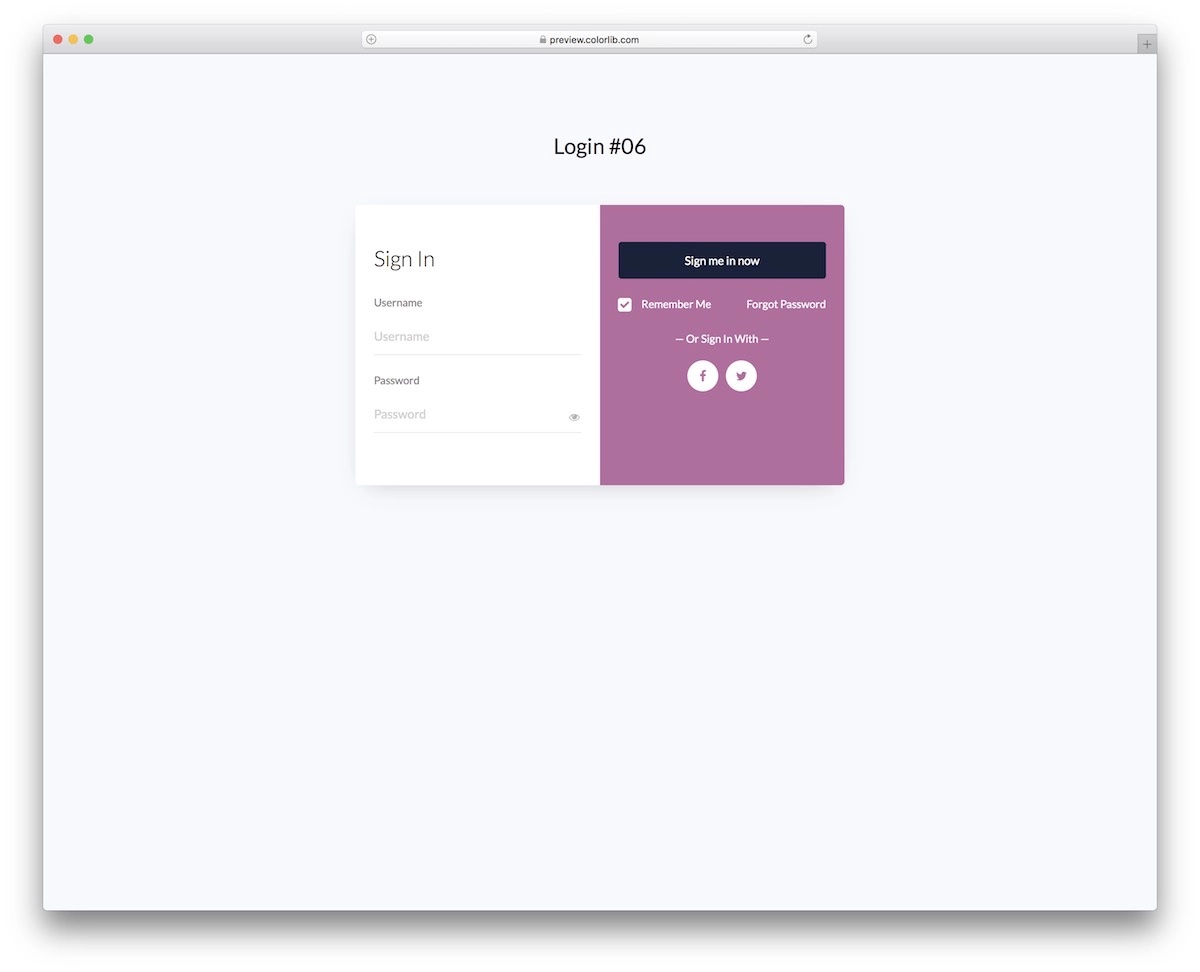 preview.colorlib.com
Login #06
Sign In
Username
Username
Password
Password
Sign me in now
Remember Me Forgot Password
— Or Sign In With —